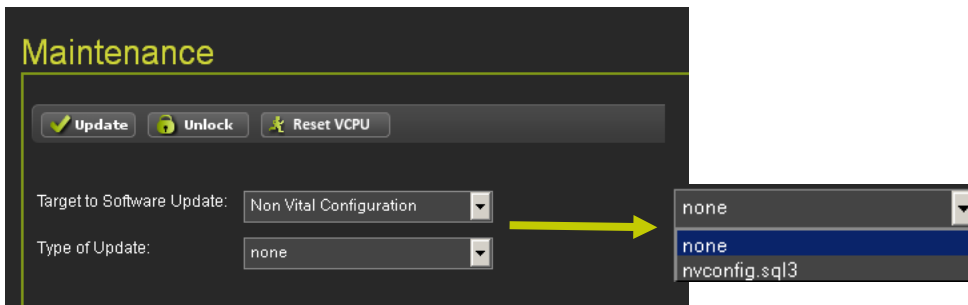 Maintenance
Update Unlock Reset VCPU
Target to Software Update: Non Vital Configuration
Type of Update: none
none
none
nvconfig.sql3